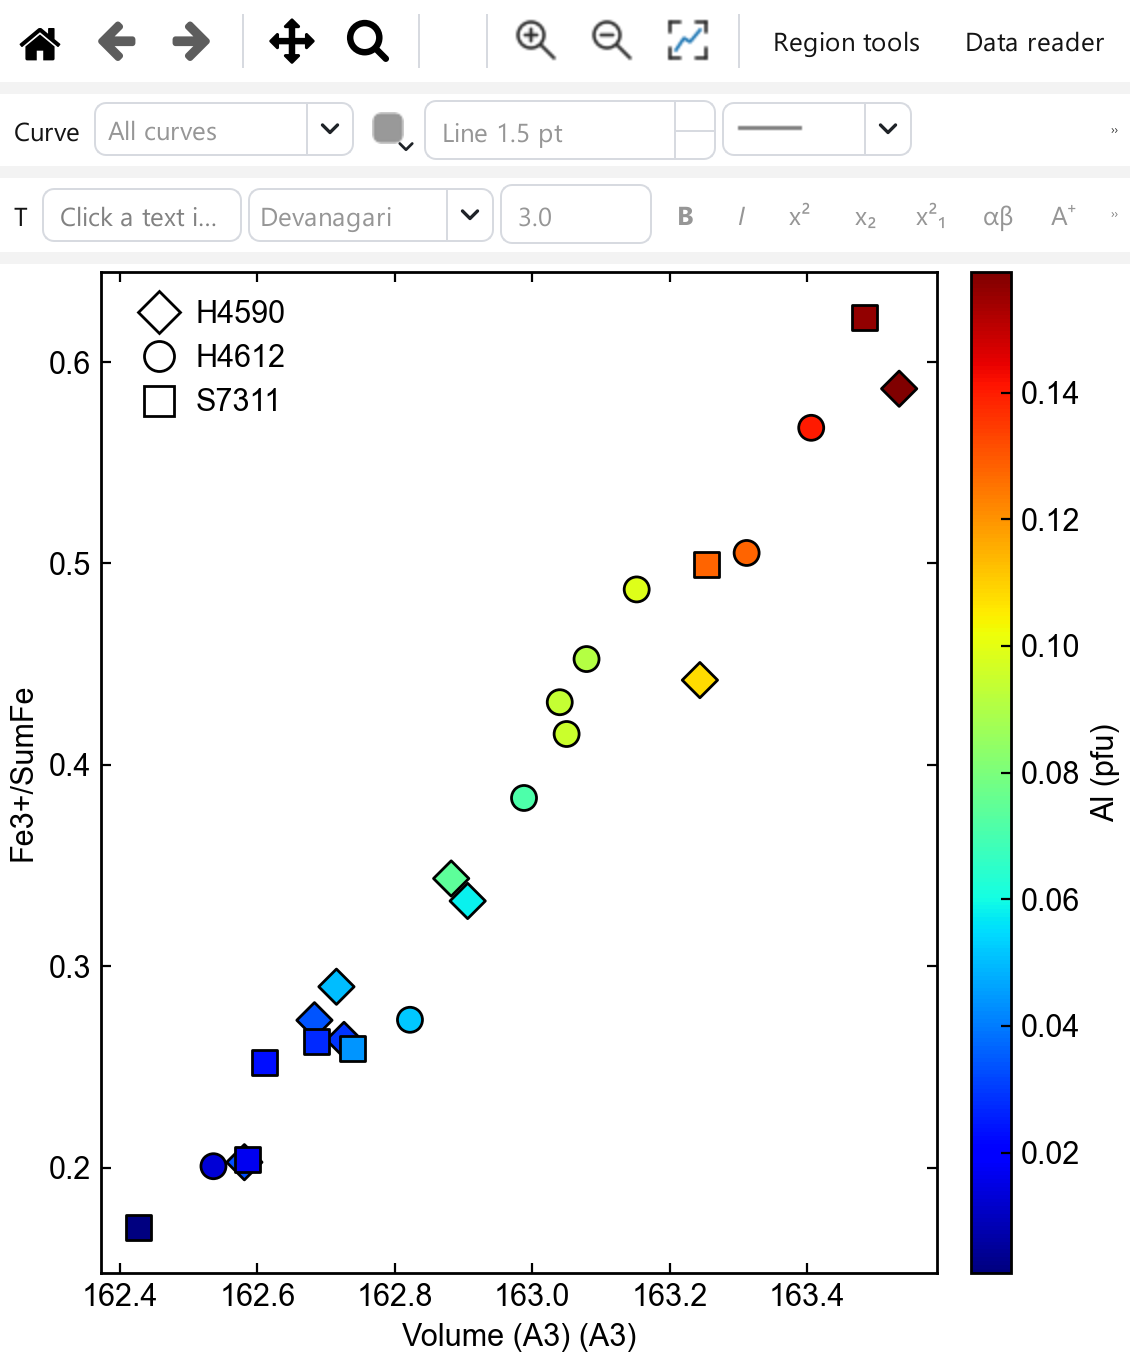 Region tools Data reader
Curve All curves Line 1.5 pt »
T Click a text i... Devanagari 3.0 B I x² x₂ x²₁ αβ A⁺ »
H4590
H4612
S7311
0.6
0.5
0.4
0.3
0.2
Fe3+/SumFe
162.4 162.6 162.8 163.0 163.2 163.4
Volume (A3) (A3)
0.14
0.12
0.10
0.08
0.06
0.04
0.02
Al (pfu)